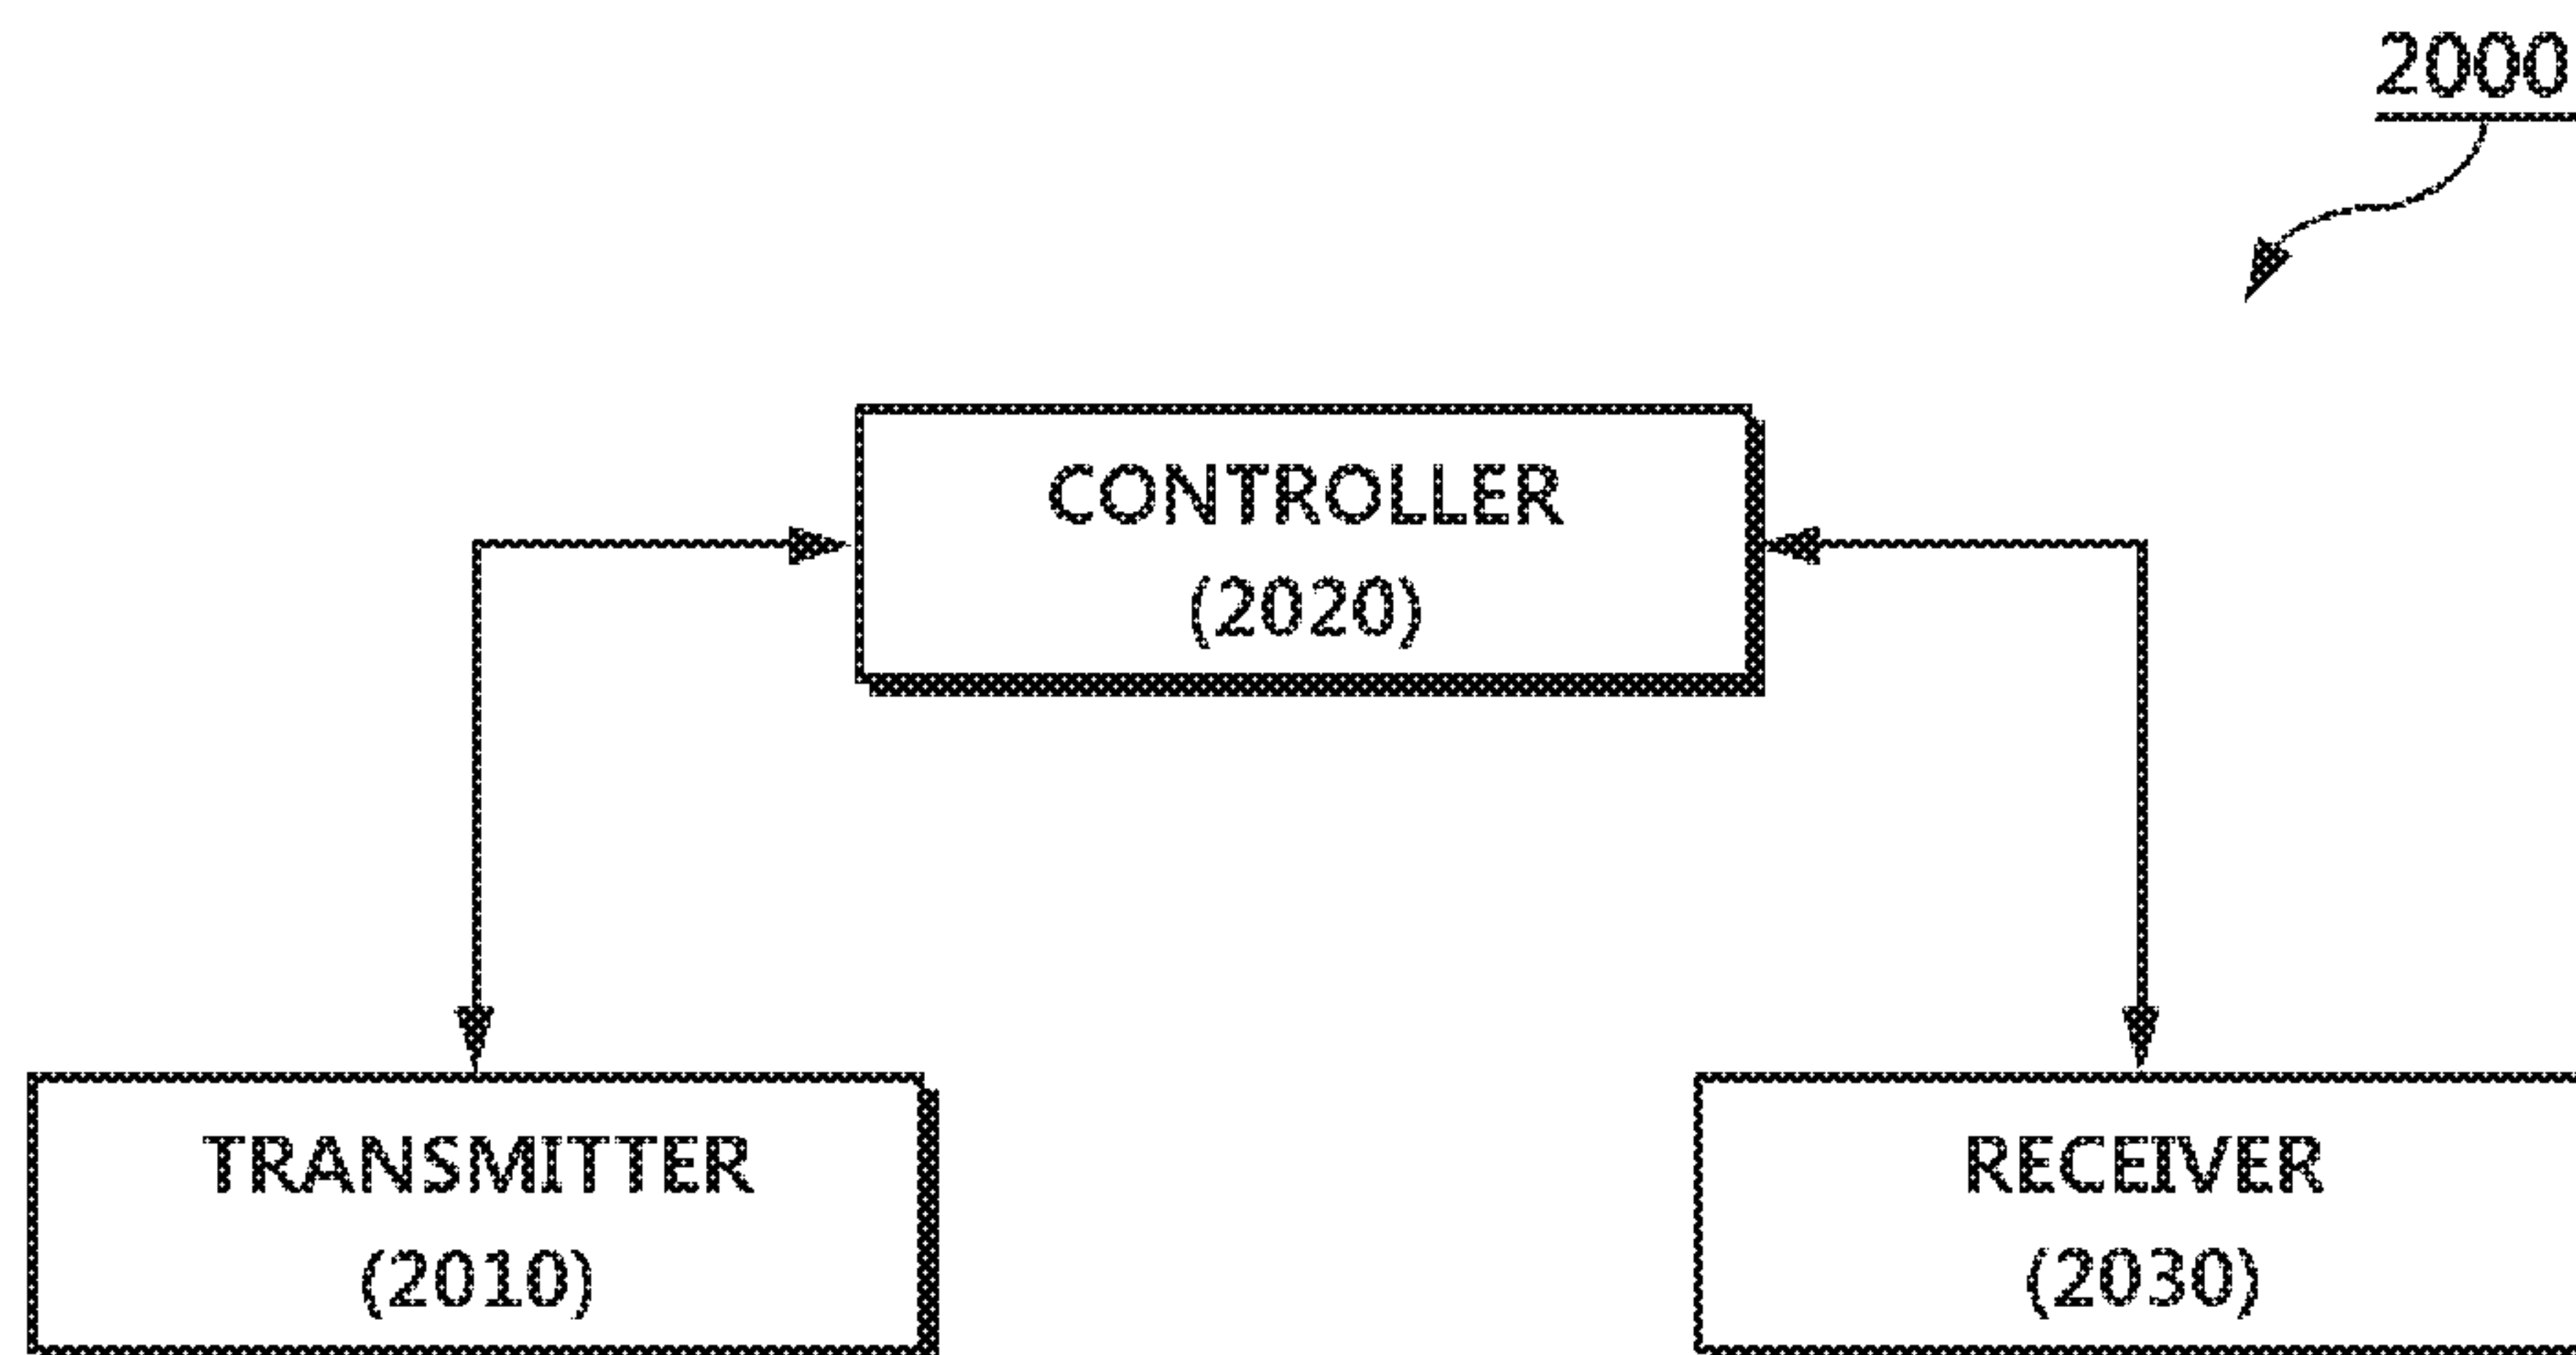 2000
CONTROLLER
(2020)
TRANSMITTER
(2010)
RECEIVER
(2030)